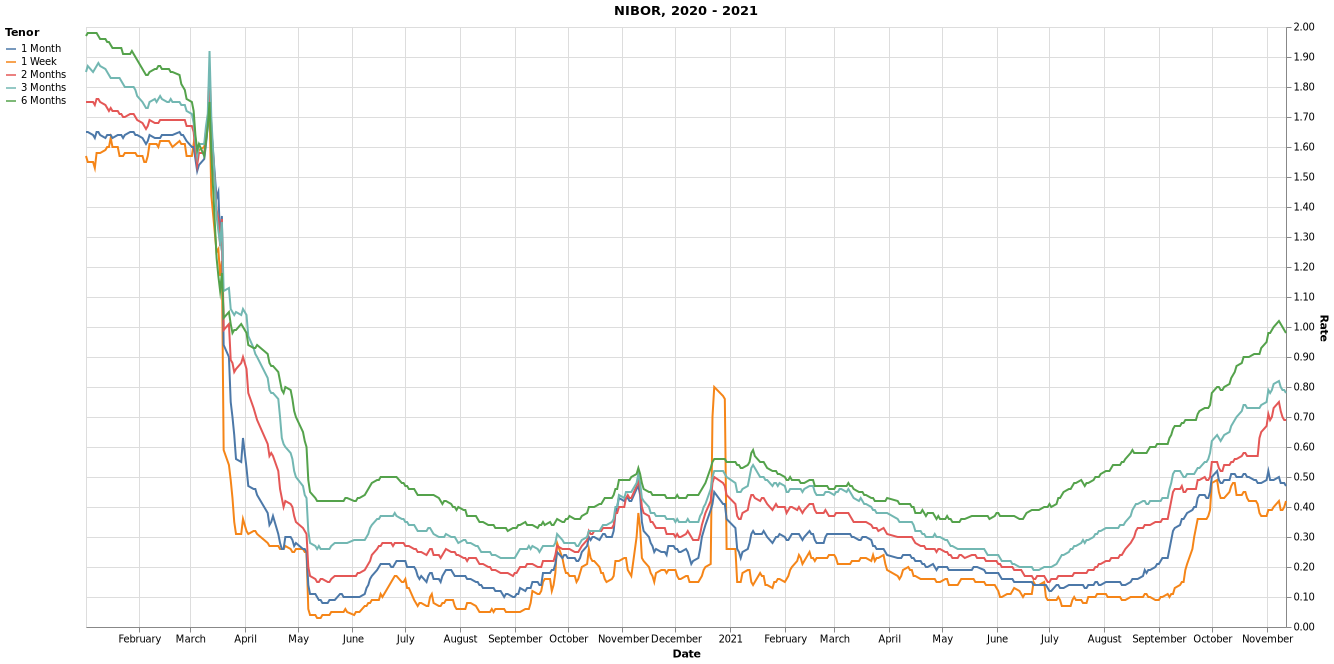 NIBOR, 2020 - 2021
Tenor
1 Month
1 Week
2 Months
3 Months
6 Months
2.00
1.90
1.80
1.70
1.60
1.50
1.40
1.30
1.20
1.10
1.00
0.90
0.80
0.70
0.60
0.50
0.40
0.30
0.20
0.10
0.00
Rate
February March April May June July August September October November December 2021 February March April May June July August September October November
Date